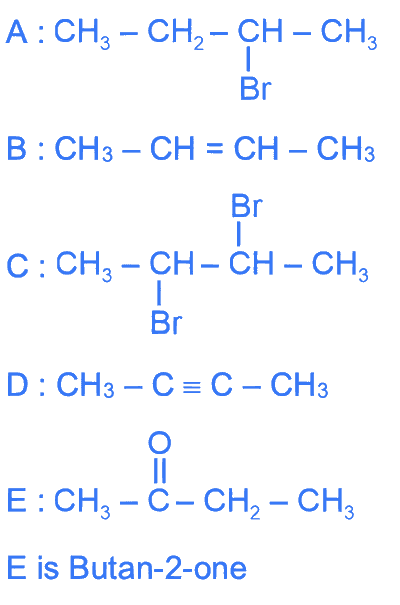 A : CH₃ – CH₂ – CH – CH₃
Br
B : CH3 – CH = CH – CH3
Br
C : CH₃ – CH – CH – CH₃
Br
D : CH3 – C ≡ C – CH3
O
E : CH₃ – C – CH₂ – CH₃
E is Butan-2-one